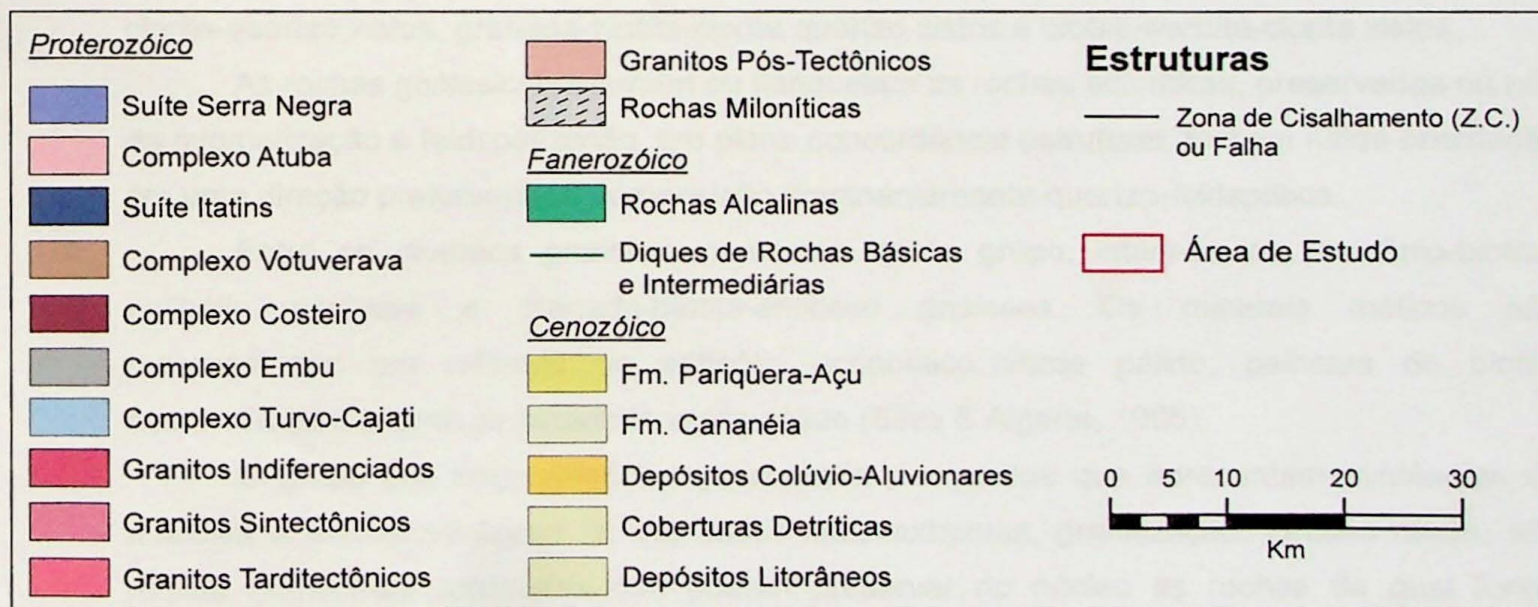 Proterozóico
Suíte Serra Negra
Complexo Atuba
Suíte Itatins
Complexo Votuverava
Complexo Costeiro
Complexo Embu
Complexo Turvo-Cajati
Granitos Indiferenciados
Granitos Sintectônicos
Granitos Tarditectônicos
Granitos Pós-Tectônicos
Rochas Miloníticas
Fanerozóico
Rochas Alcalinas
Diques de Rochas Básicas
e Intermediárias
Cenozóico
Fm. Pariqüera-Açu
Fm. Cananéia
Depósitos Colúvio-Aluvionares
Coberturas Detríticas
Depósitos Litorâneos
Estruturas
Zona de Cisalhamento (Z.C.)
ou Falha
Área de Estudo
0 5 10 20 30
Km